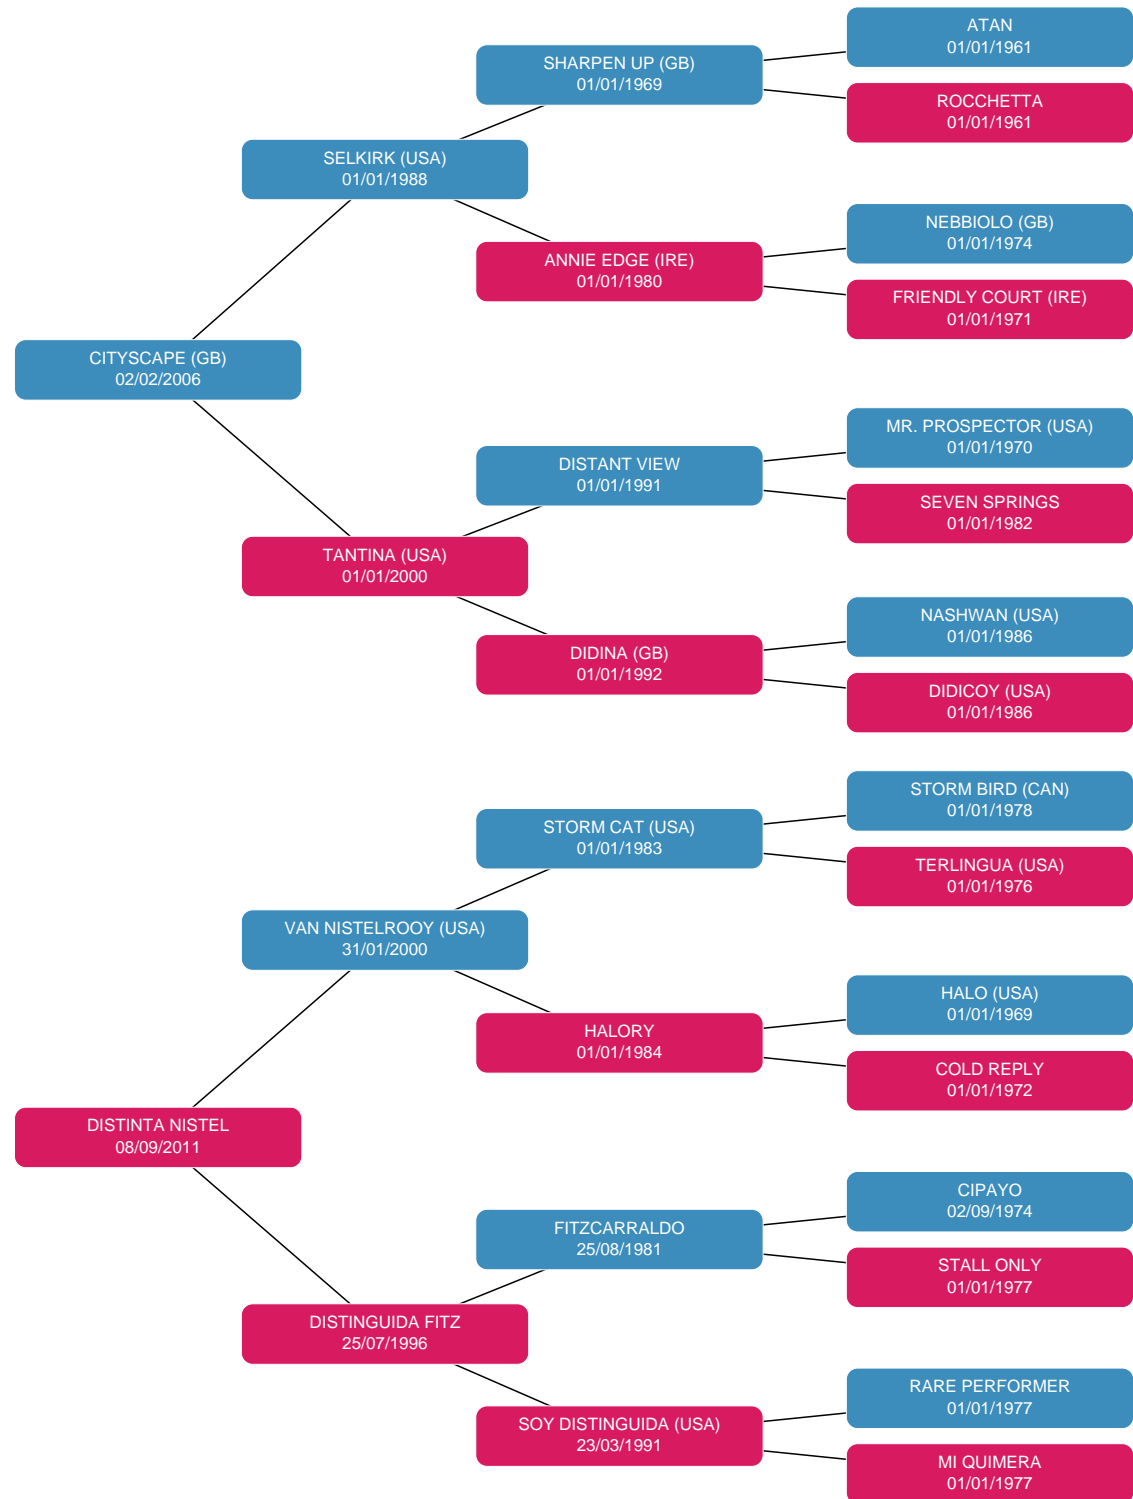 ATAN
01/01/1961
SHARPEN UP (GB)
01/01/1969
ROCCHETTA
01/01/1961
SELKIRK (USA)
01/01/1988
NEBBIOLO (GB)
01/01/1974
ANNIE EDGE (IRE)
01/01/1980
FRIENDLY COURT (IRE)
01/01/1971
CITYSCAPE (GB)
02/02/2006
MR. PROSPECTOR (USA)
01/01/1970
DISTANT VIEW
01/01/1991
SEVEN SPRINGS
01/01/1982
TANTINA (USA)
01/01/2000
NASHWAN (USA)
01/01/1986
DIDINA (GB)
01/01/1992
DIDICOY (USA)
01/01/1986
STORM BIRD (CAN)
01/01/1978
STORM CAT (USA)
01/01/1983
TERLINGUA (USA)
01/01/1976
VAN NISTELROOY (USA)
31/01/2000
HALO (USA)
01/01/1969
HALORY
01/01/1984
COLD REPLY
01/01/1972
DISTINTA NISTEL
08/09/2011
CIPAYO
02/09/1974
FITZCARRALDO
25/08/1981
STALL ONLY
01/01/1977
DISTINGUIDA FITZ
25/07/1996
RARE PERFORMER
01/01/1977
SOY DISTINGUIDA (USA)
23/03/1991
MI QUIMERA
01/01/1977